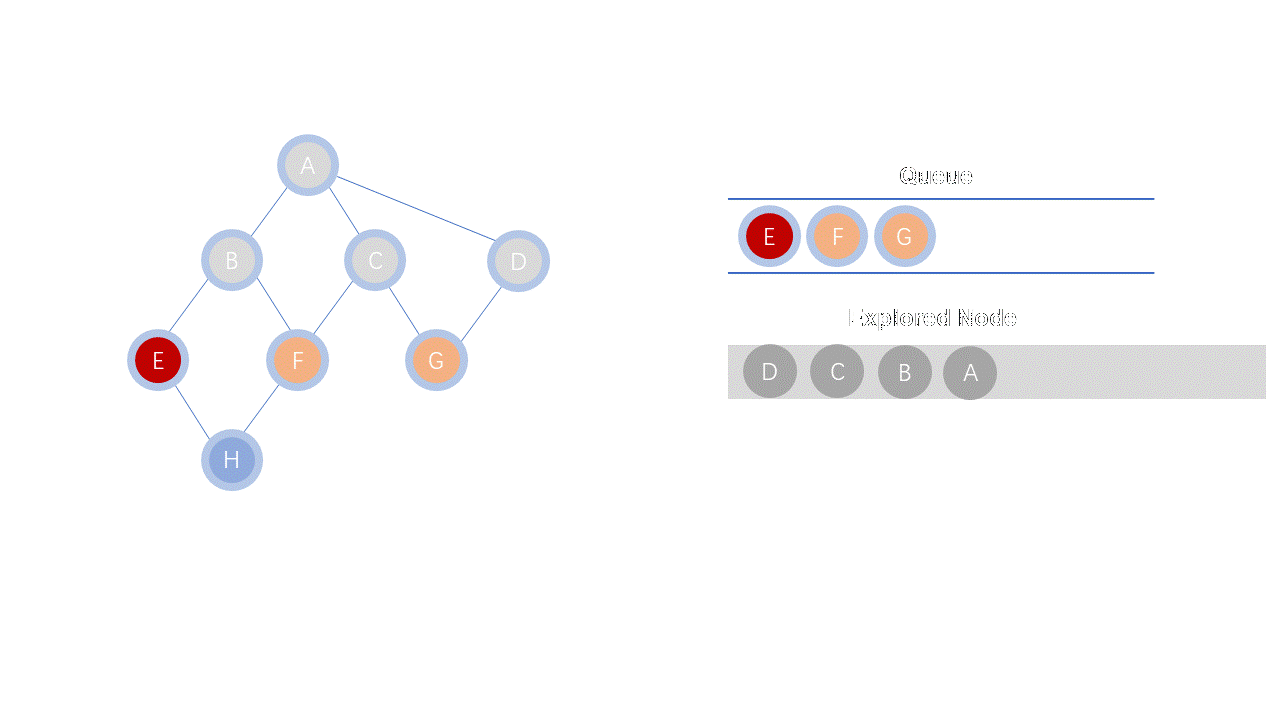 A
B C D
E F G
H
Queue
E F G
Explored Node
D C B A